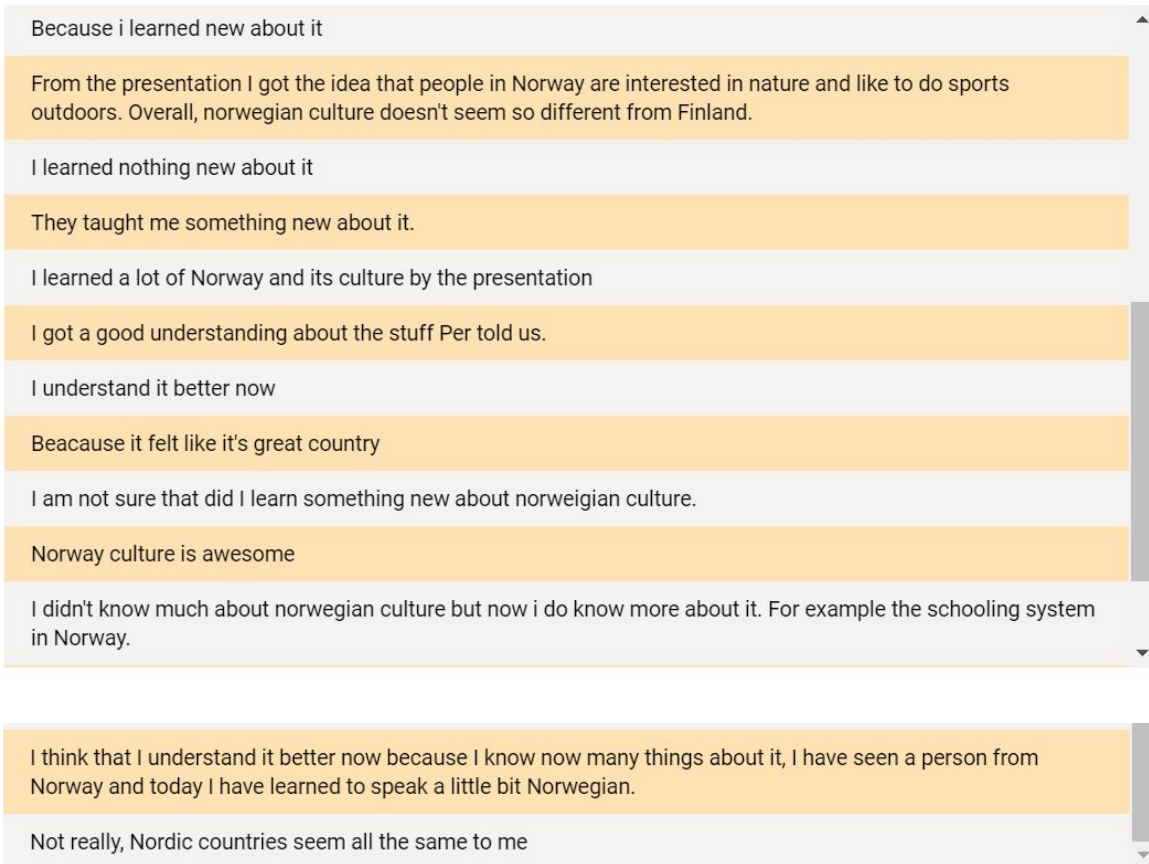 Because i learned new about it
From the presentation I got the idea that people in Norway are interested in nature and like to do sports
outdoors. Overall, norwegian culture doesn't seem so different from Finland.
I learned nothing new about it
They taught me something new about it.
I learned a lot of Norway and its culture by the presentation
I got a good understanding about the stuff Per told us.
I understand it better now
Beacause it felt like it's great country
I am not sure that did I learn something new about norweigian culture.
Norway culture is awesome
I didn't know much about norwegian culture but now i do know more about it. For example the schooling system
in Norway.
I think that I understand it better now because I know now many things about it, I have seen a person from
Norway and today I have learned to speak a little bit Norwegian.
Not really, Nordic countries seem all the same to me